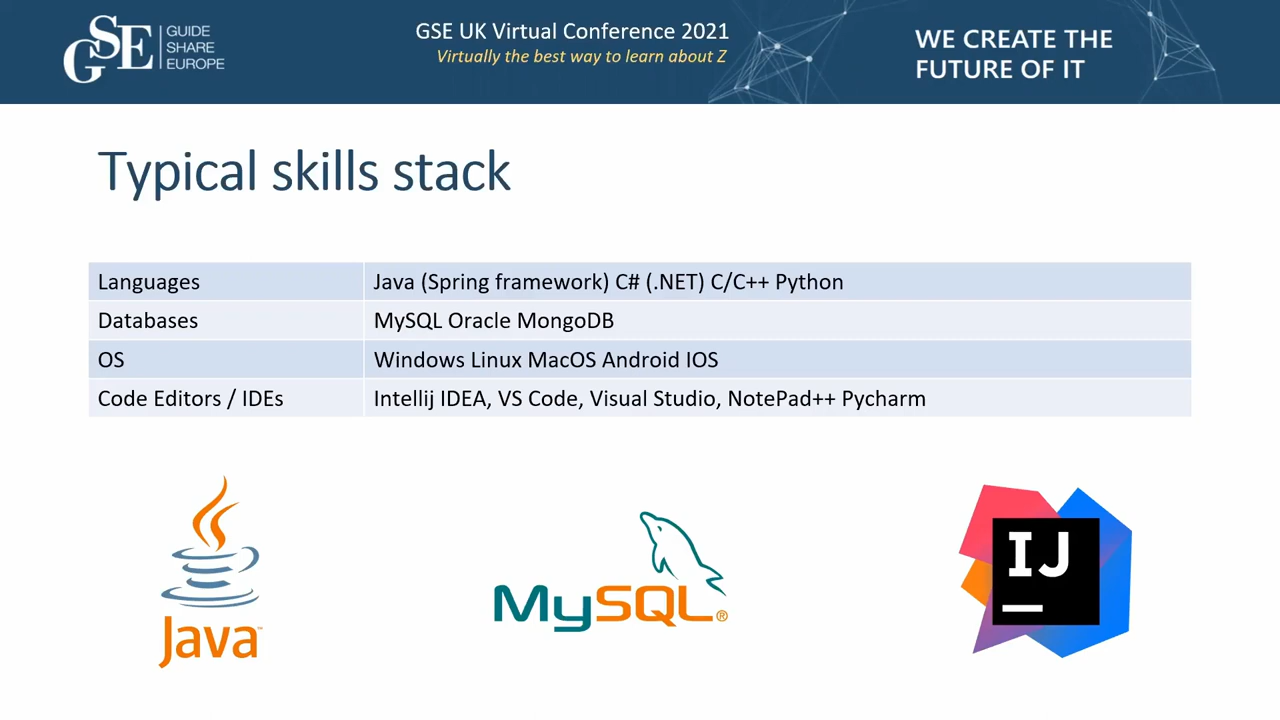 GSE
GUIDE
SHARE
EUROPE
GSE UK Virtual Conference 2021
Virtually the best way to learn about Z
WE CREATE THE
FUTURE OF IT
Typical skills stack
Languages Java (Spring framework) C# (.NET) C/C++ Python
Databases MySQL Oracle MongoDB
OS Windows Linux MacOS Android IOS
Code Editors / IDEs Intellij IDEA, VS Code, Visual Studio, NotePad++ Pycharm
Java™
MySQL®
IJ